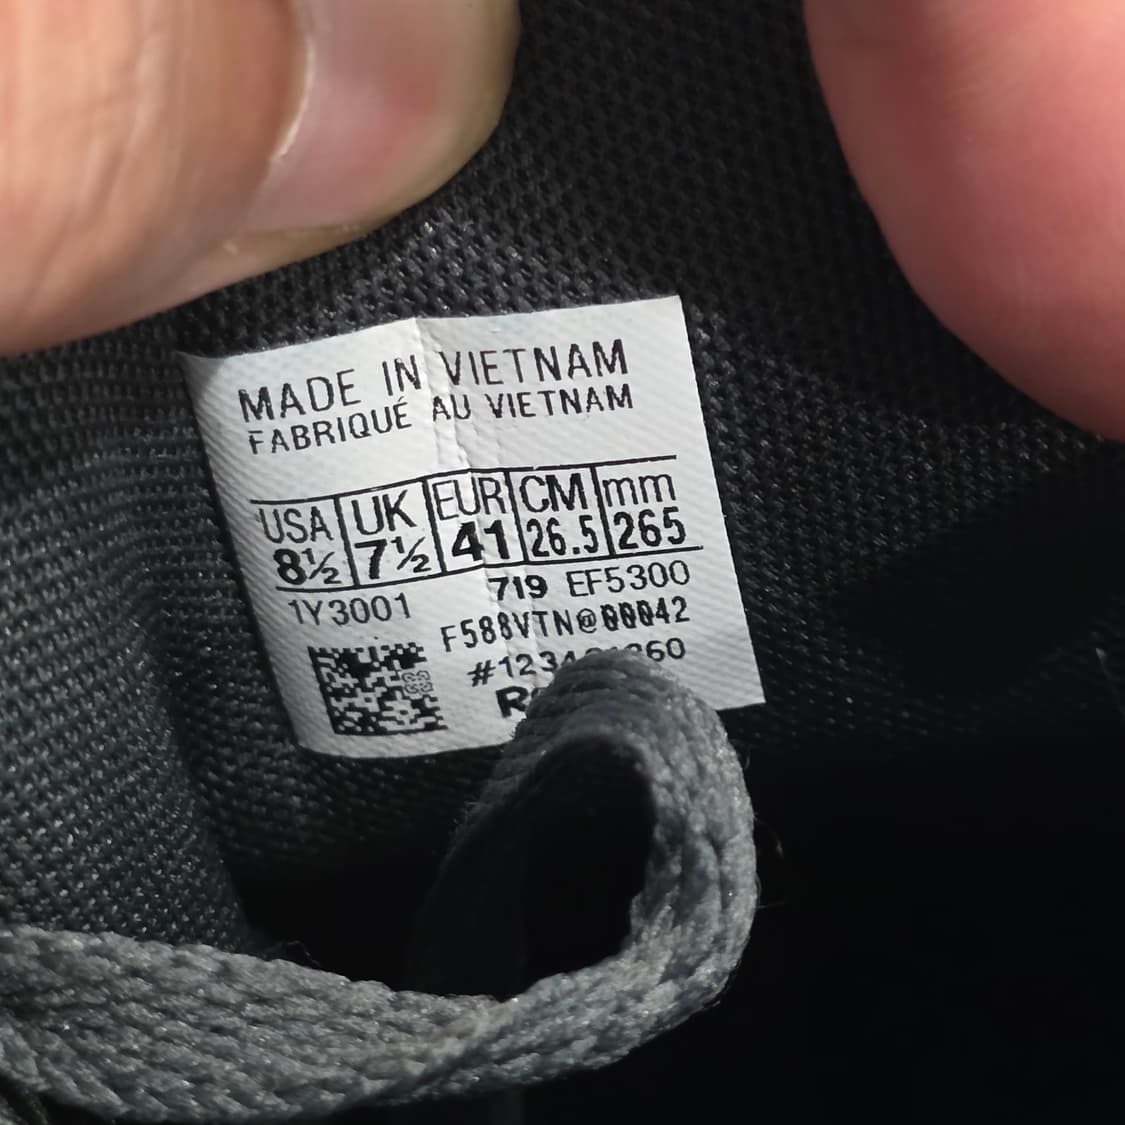 MADE IN VIETNAM
FABRIQUÉ AU VIETNAM
USA UK EUR CM mm
8½ 7½ 41 26.5 265
1Y3001 719 EF5300
F588VTN@00042